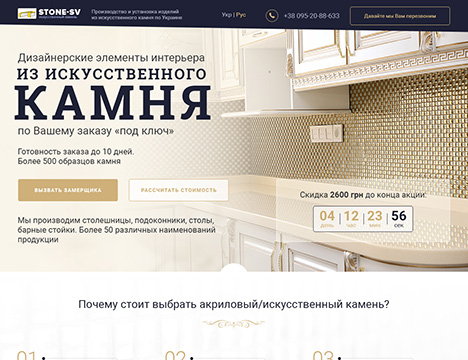 STONE-SV
ИСКУССТВЕННЫЙ КАМЕНЬ
Производство и установка изделий
из искусственного камня по Украине
Укр | Рус
+38 095-20-88-633
Давайте мы Вам перезвоним
Дизайнерские элементы интерьера
ИЗ ИСКУССТВЕННОГО
КАМНЯ
по Вашему заказу «под ключ»
Готовность заказа до 10 дней.
Более 500 образцов камня
ВЫЗВАТЬ ЗАМЕРЩИКА
РАССЧИТАТЬ СТОИМОСТЬ
Мы производим столешницы, подоконники, столы,
барные стойки. Более 50 различных наименований
продукции
Скидка 2600 грн до конца акции:
04 12 23 56
день час мин сек
Почему стоит выбрать акриловый/искусственный камень?
01 02 03